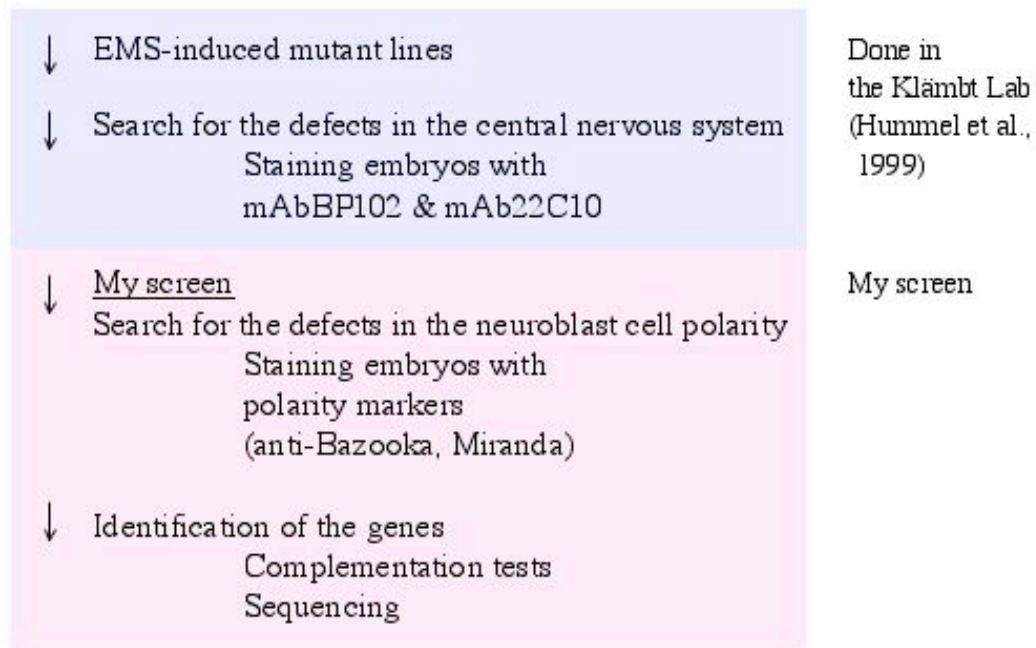 ↓ EMS-induced mutant lines
Done in
the Klämbt Lab
(Hummel et al.,
1999)
↓ Search for the defects in the central nervous system
Staining embryos with
mAbBP102 & mAb22C10
↓ My screen
My screen
Search for the defects in the neuroblast cell polarity
Staining embryos with
polarity markers
(anti-Bazooka, Miranda)
↓ Identification of the genes
Complementation tests
Sequencing